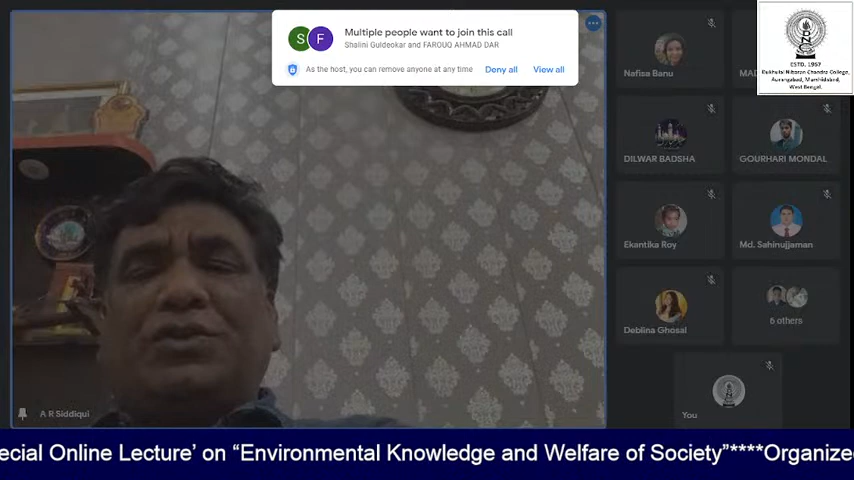 Multiple people want to join this call
Shalini Guldeokar and FAROUQ AHMAD DAR
As the host, you can remove anyone at any time
Deny all
View all
S
F
ESTD. 1967
Dukhulal Nibaran Chandra College,
Aurangabad, Murshidabad,
West Bengal.
Nafisa Banu
DILWAR BADSHA
GOURHARI MONDAL
Ekantika Roy
Md. Sahinujjaman
Deblina Ghosal
6 others
You
A R Siddiqui
ecial Online Lecture’ on “Environmental Knowledge and Welfare of Society”****Organize